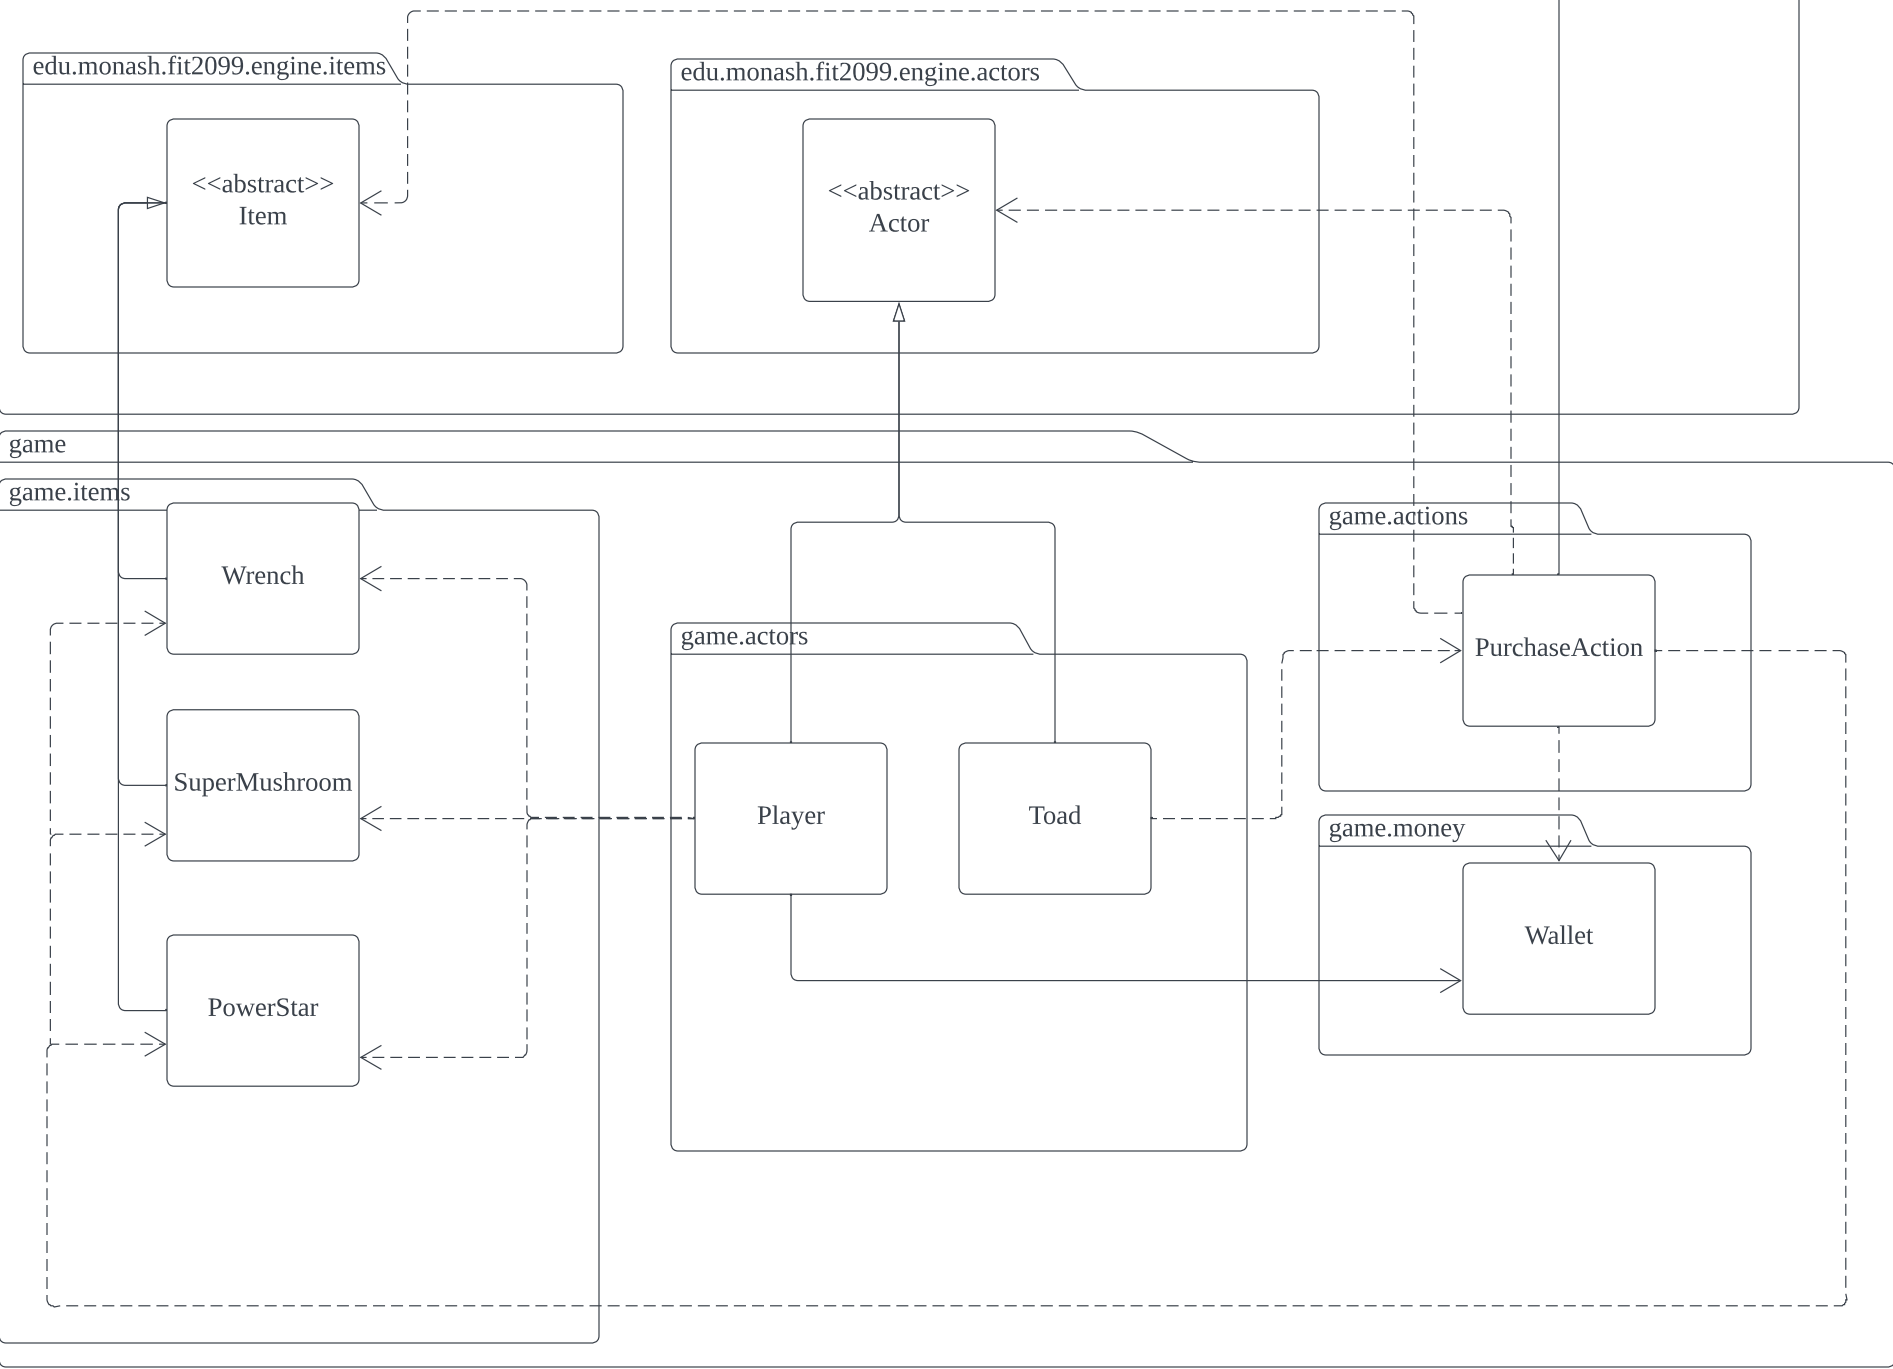 edu.monash.fit2099.engine.items
edu.monash.fit2099.engine.actors
<<abstract>>
Item
<<abstract>>
Actor
game
game.items
game.actions
Wrench
game.actors
PurchaseAction
SuperMushroom
Player
Toad
game.money
Wallet
PowerStar